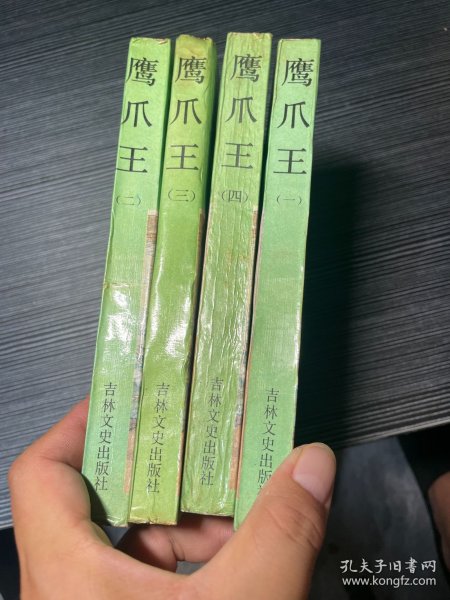 鹰爪王
（二）
吉林文史出版社
鹰爪王
（三）
吉林文史出版社
鹰爪王
（四）
吉林文史出版社
鹰爪王
（一）
吉林文史出版社
孔夫子旧书网
www.kongfz.com